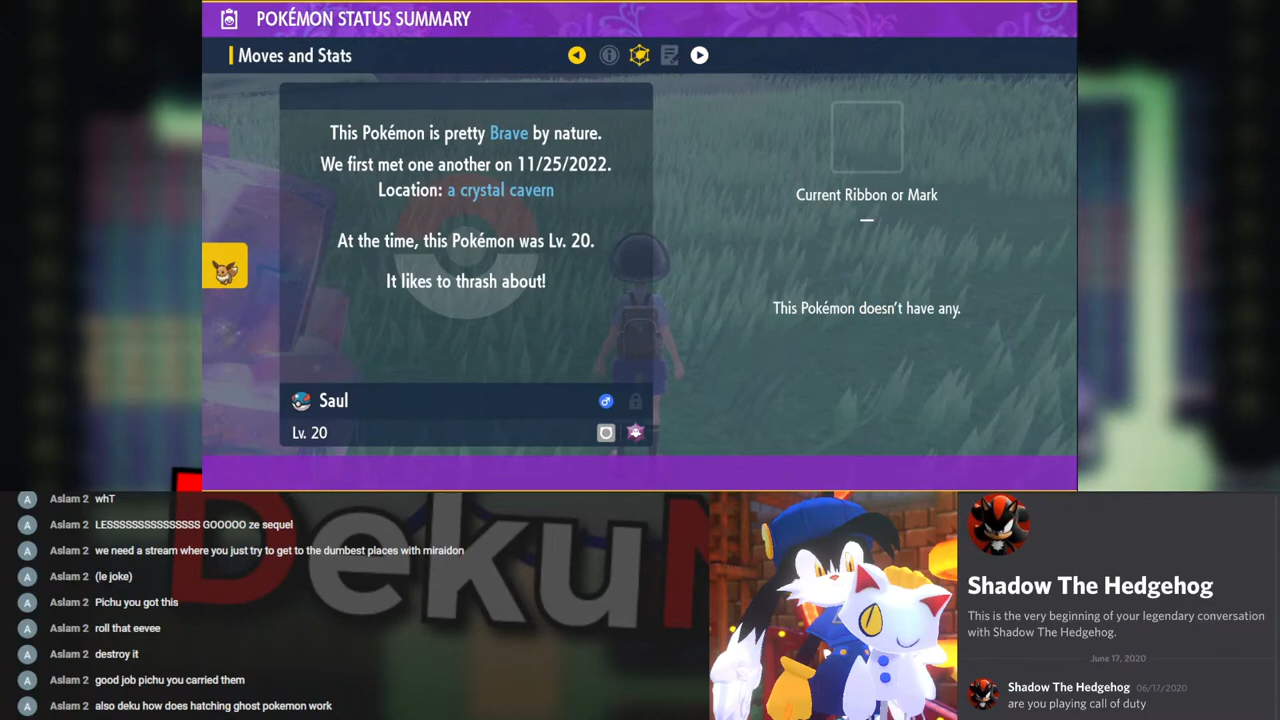 POKÉMON STATUS SUMMARY
Moves and Stats
This Pokémon is pretty Brave by nature.
We first met one another on 11/25/2022.
Location: a crystal cavern
At the time, this Pokémon was Lv. 20.
It likes to thrash about!
Saul
Lv. 20
Current Ribbon or Mark
—
This Pokémon doesn't have any.
A Aslam 2 whT
A Aslam 2 LESSSSSSSSSSSSSSS GOOOOO ze sequel
A Aslam 2 we need a stream where you just try to get to the dumbest places with miraidon
A Aslam 2 (le joke)
A Aslam 2 Pichu you got this
A Aslam 2 roll that eevee
A Aslam 2 destroy it
A Aslam 2 good job pichu you carried them
A Aslam 2 also deku how does hatching ghost pokemon work
DekuN
Shadow The Hedgehog
This is the very beginning of your legendary conversation
with Shadow The Hedgehog.
June 17, 2020
Shadow The Hedgehog 06/17/2020
are you playing call of duty